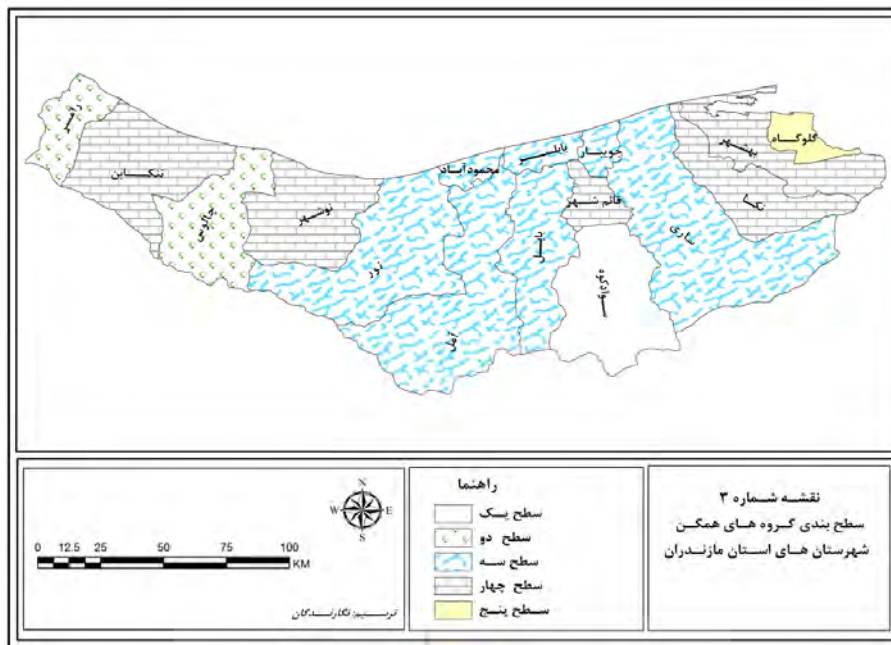 رامسر
تنکابن
چالوس
نوشهر
نور
محمودآباد
آمل
بابلسر
بابل
جویبار
قائم شهر
سوادکوه
ساری
بهشهر
نکا
گلوگاه
نقشه شماره ۳
سطح بندی گروه های همگن
شهرستان های استان مازندران
راهنما
سطح یک
سطح دو
سطح سه
سطح چهار
سطح پنج
N
W E
S
0 12.5 25 50 75 100
KM
ترسیم: نگارندگان